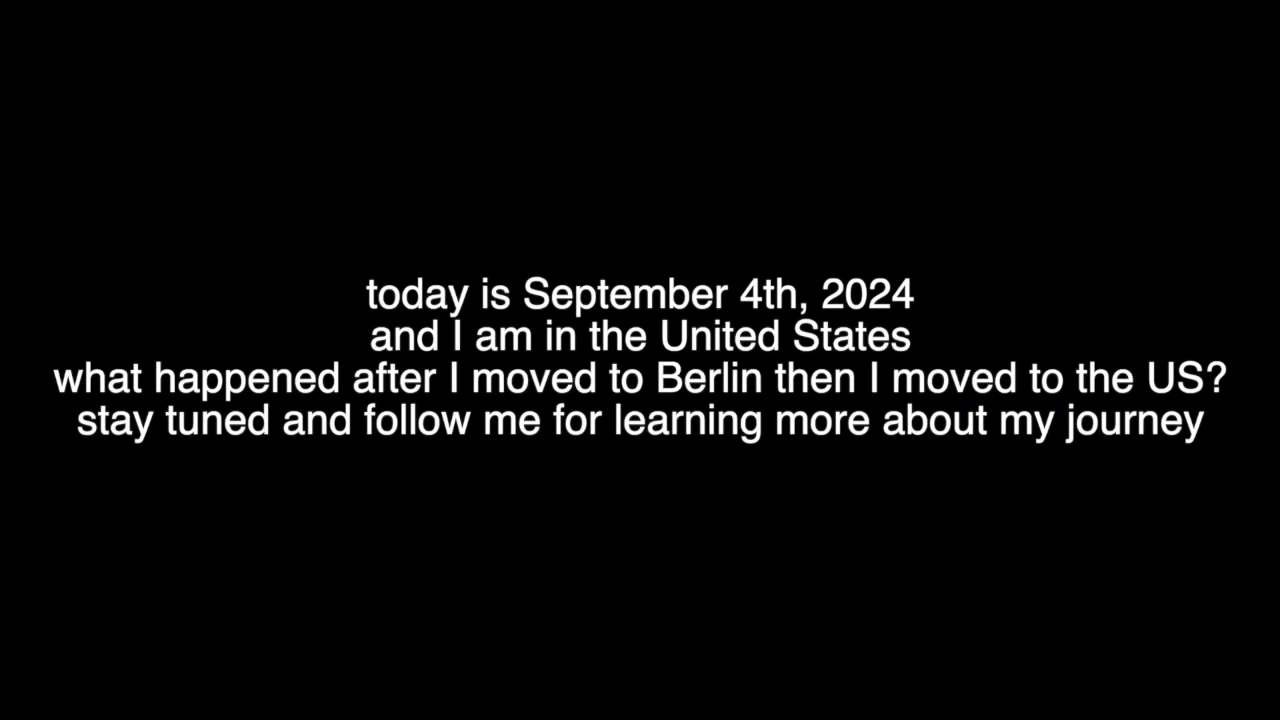 today is September 4th, 2024
and I am in the United States
what happened after I moved to Berlin then I moved to the US?
stay tuned and follow me for learning more about my journey